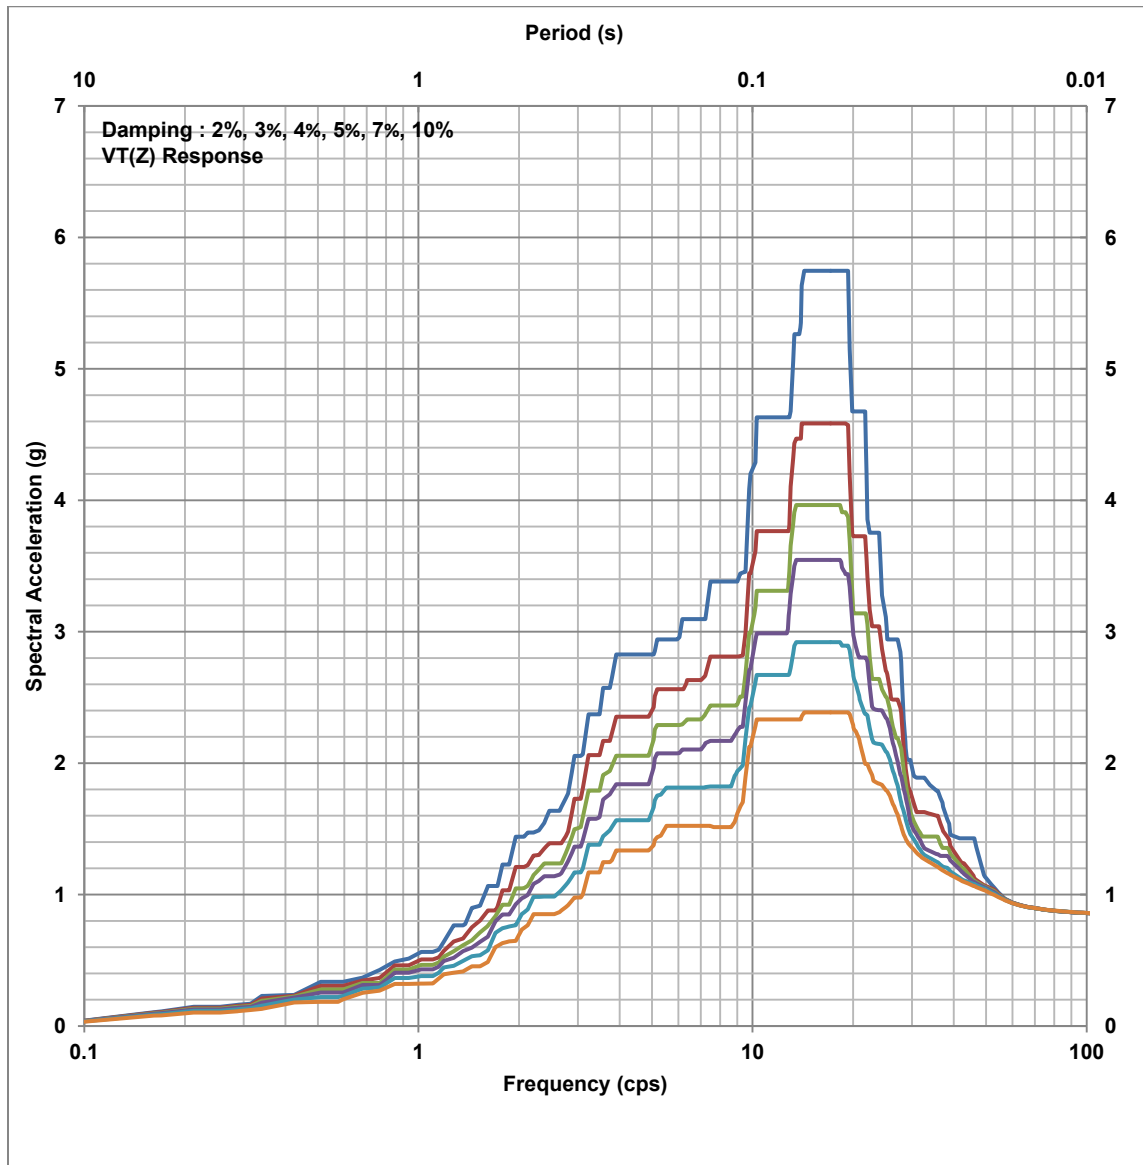 Period (s)
10 1 0.1 0.01
7 7
Damping : 2%, 3%, 4%, 5%, 7%, 10%
VT(Z) Response
6 6
5 5
4 4
Spectral Acceleration (g)
3 3
2 2
1 1
0 0
0.1 1 10 100
Frequency (cps)